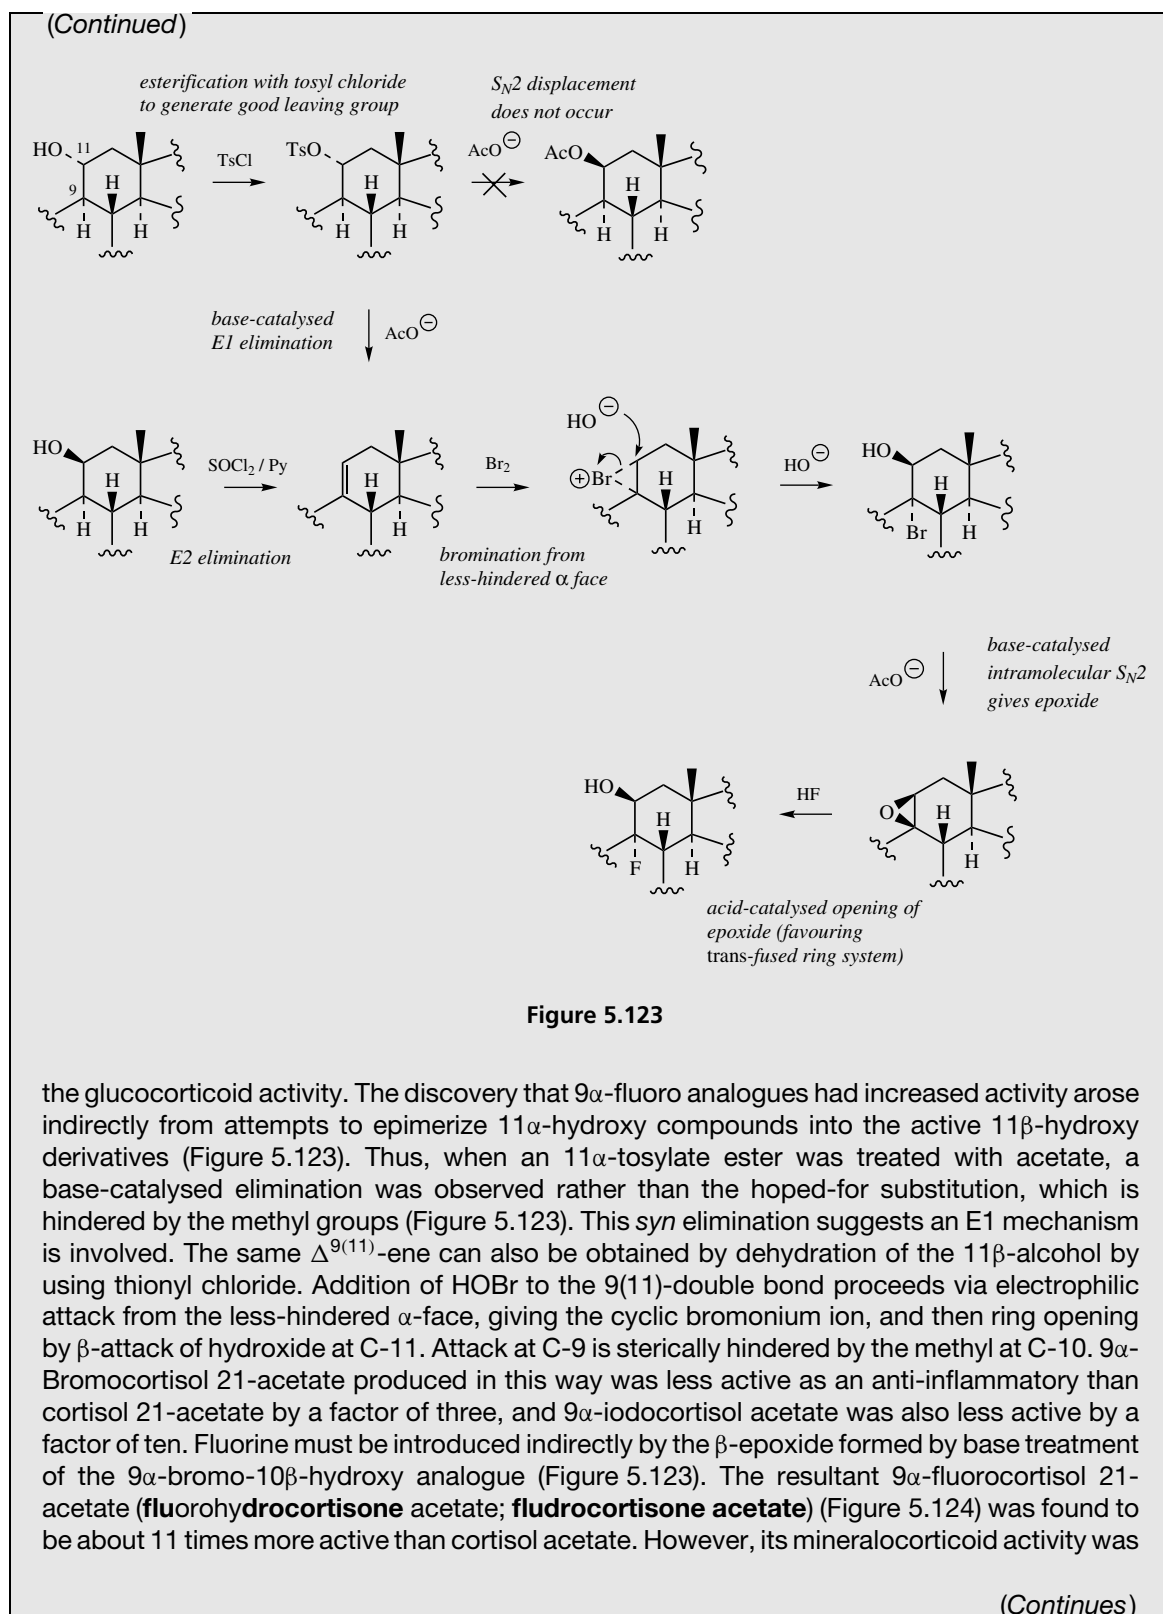 (Continued)
esterification with tosyl chloride
to generate good leaving group
S_N2 displacement
does not occur
HO
11
9
H
H
H
TsCl
TsO
H
H
H
AcO⊖
AcO
H
H
H
base-catalysed
E1 elimination
AcO⊖
HO
H
H
H
SOCl₂ / Py
E2 elimination
H
H
Br₂
bromination from
less-hindered α face
HO⊖
⊕Br
H
H
HO⊖
HO
H
Br
H
AcO⊖
base-catalysed
intramolecular S_N2
gives epoxide
HO
H
F
H
HF
O
H
H
acid-catalysed opening of
epoxide (favouring
trans-fused ring system)
Figure 5.123
the glucocorticoid activity. The discovery that 9α-fluoro analogues had increased activity arose
indirectly from attempts to epimerize 11α-hydroxy compounds into the active 11β-hydroxy
derivatives (Figure 5.123). Thus, when an 11α-tosylate ester was treated with acetate, a
base-catalysed elimination was observed rather than the hoped-for substitution, which is
hindered by the methyl groups (Figure 5.123). This syn elimination suggests an E1 mechanism
is involved. The same Δ⁹⁽¹¹⁾-ene can also be obtained by dehydration of the 11β-alcohol by
using thionyl chloride. Addition of HOBr to the 9(11)-double bond proceeds via electrophilic
attack from the less-hindered α-face, giving the cyclic bromonium ion, and then ring opening
by β-attack of hydroxide at C-11. Attack at C-9 is sterically hindered by the methyl at C-10. 9α-
Bromocortisol 21-acetate produced in this way was less active as an anti-inflammatory than
cortisol 21-acetate by a factor of three, and 9α-iodocortisol acetate was also less active by a
factor of ten. Fluorine must be introduced indirectly by the β-epoxide formed by base treatment
of the 9α-bromo-10β-hydroxy analogue (Figure 5.123). The resultant 9α-fluorocortisol 21-
acetate (fluorohydrocortisone acetate; fludrocortisone acetate) (Figure 5.124) was found to
be about 11 times more active than cortisol acetate. However, its mineralocorticoid activity was
(Continues)